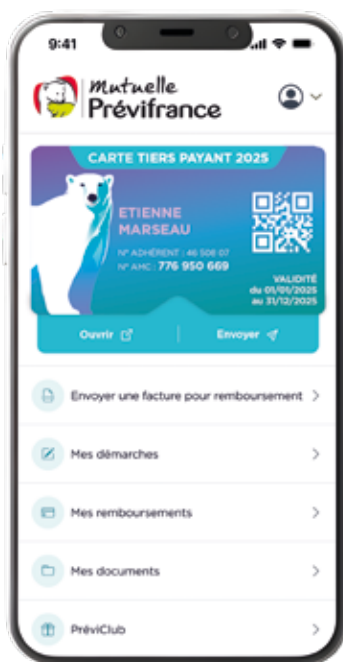 9:41
Mutuelle
Prévifrance
CARTE TIERS PAYANT 2025
ETIENNE
MARSEAU
N° ADHÉRENT : 46 508 07
N° AMC : 776 950 669
VALIDITÉ
du 01/01/2025
au 31/12/2025
Ouvrir
Envoyer
Envoyer une facture pour remboursement
Mes démarches
Mes remboursements
Mes documents
PréviClub